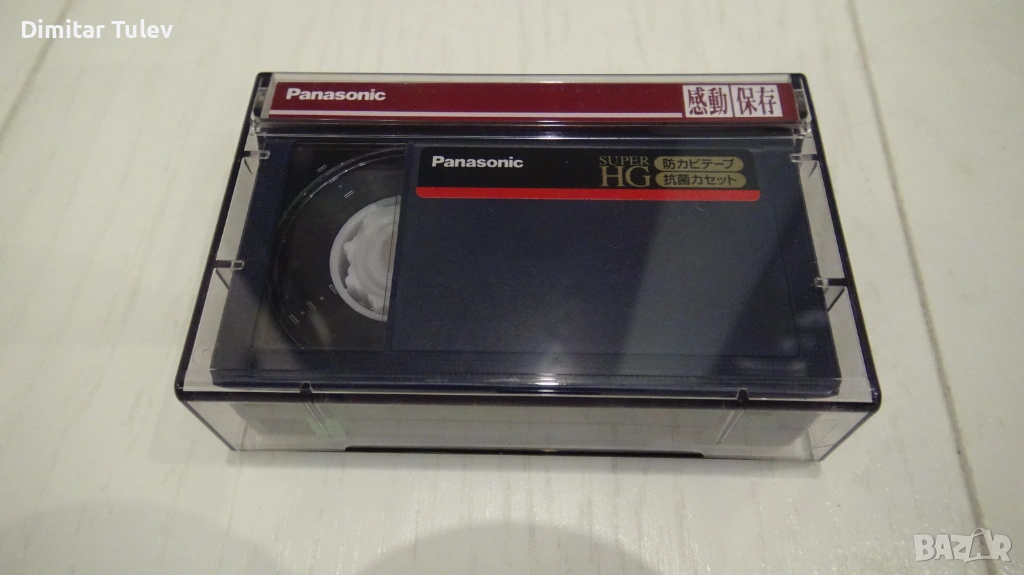 Dimitar Tulev
Panasonic 感動 保存
Panasonic SUPER HG 防カビテープ
抗菌カセット
BAZAR